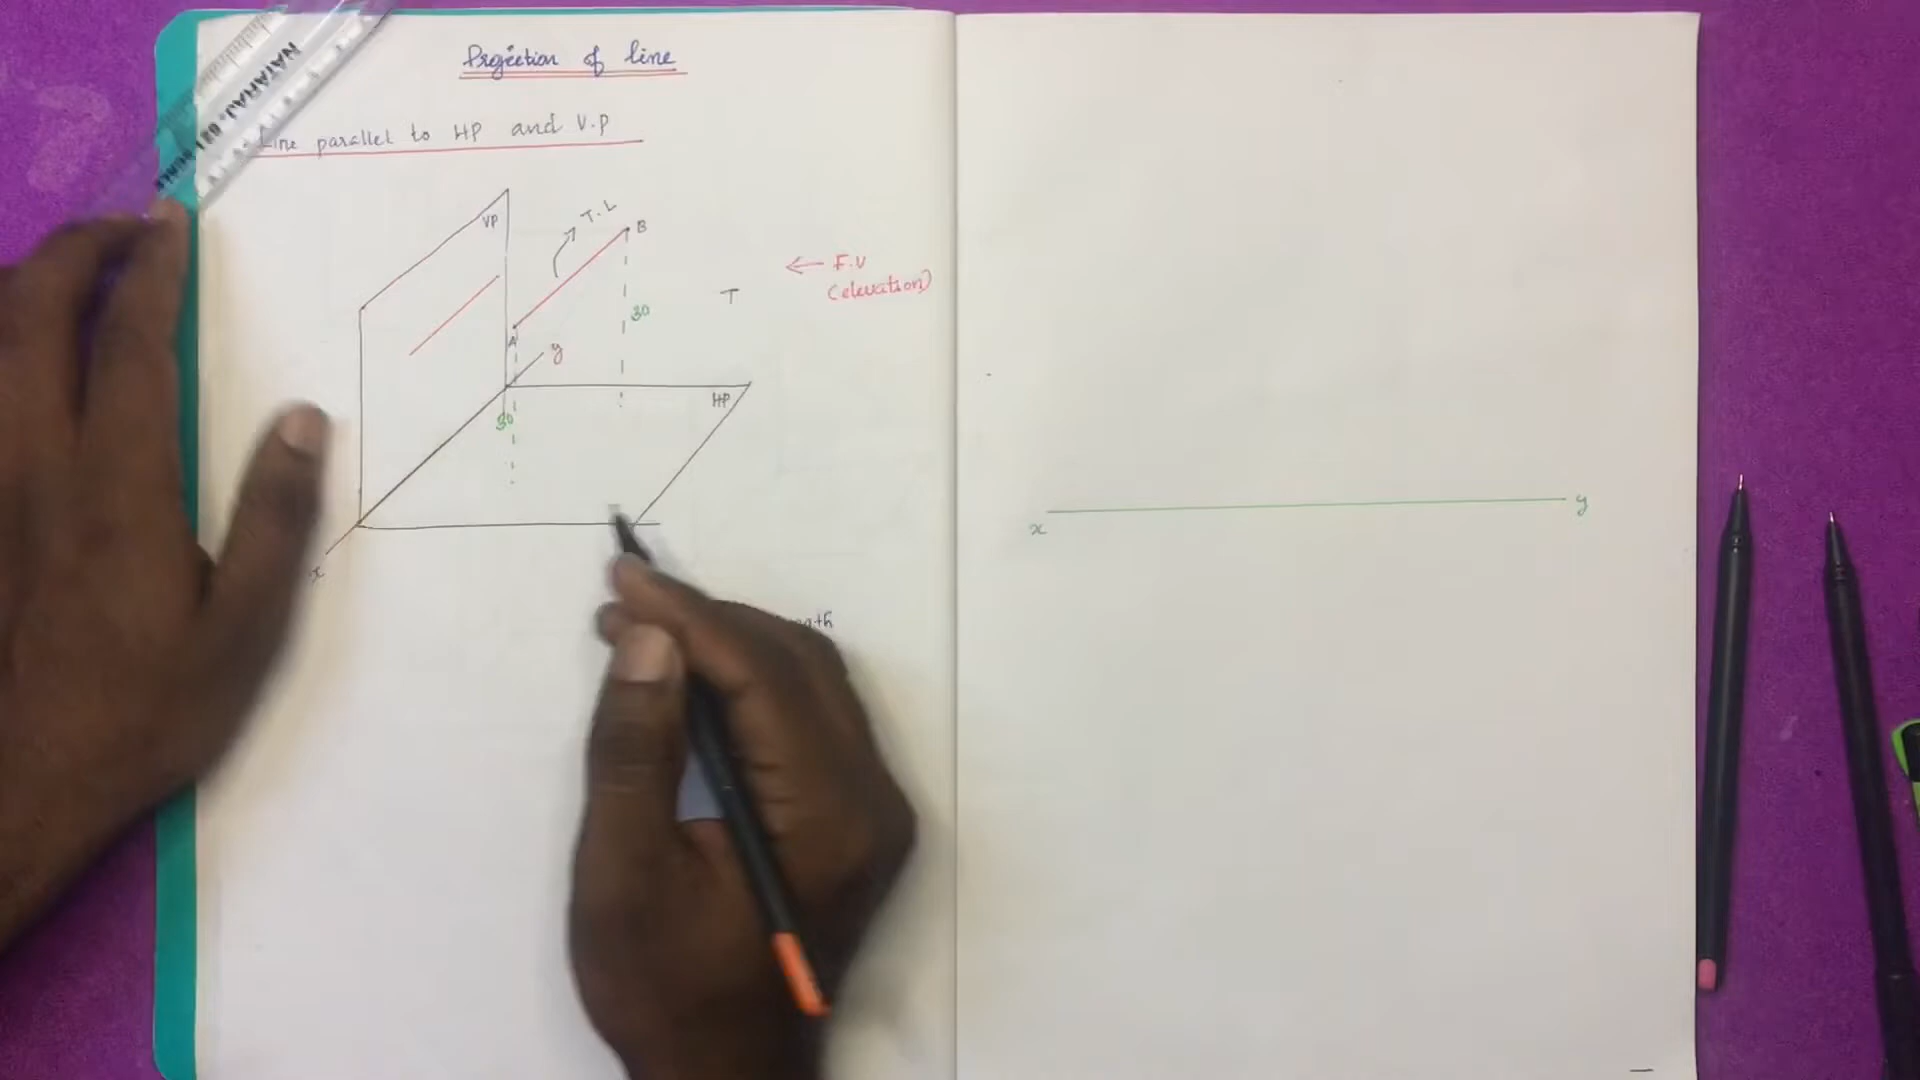 Projection of line
Line parallel to HP and V.P
VP
T.L
B
← F.V
(elevation)
T
30
A
y
HP
30
x
x
y
NATARAJ